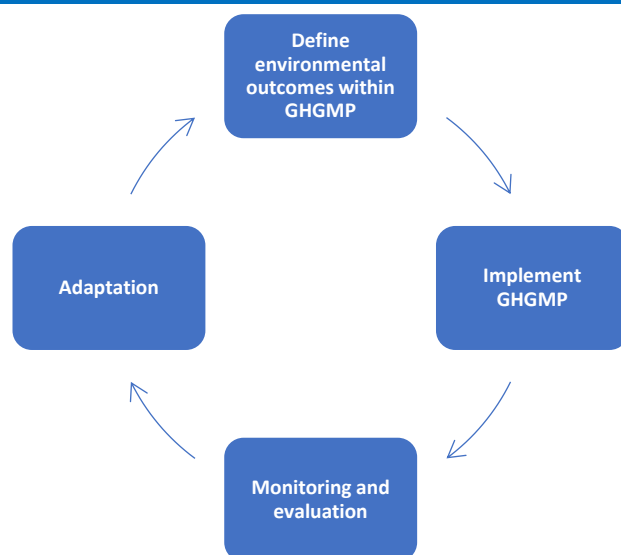 Define
environmental
outcomes within
GHGMP
Implement
GHGMP
Monitoring and
evaluation
Adaptation